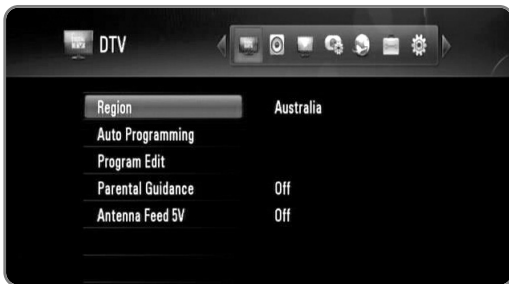 DTV
Region Australia
Auto Programming
Program Edit
Parental Guidance Off
Antenna Feed 5V Off